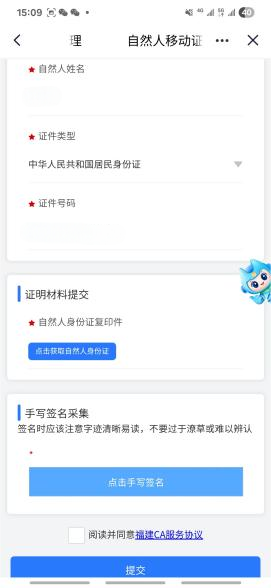 15:09
4G
5G
40
理
自然人移动证
★ 自然人姓名
★ 证件类型
中华人民共和国居民身份证
★ 证件号码
证明材料提交
★ 自然人身份证复印件
点击获取自然人身份证
手写签名采集
签名时应该注意字迹清晰易读，不要过于潦草或难以辨认
*
点击手写签名
阅读并同意福建CA服务协议
提交